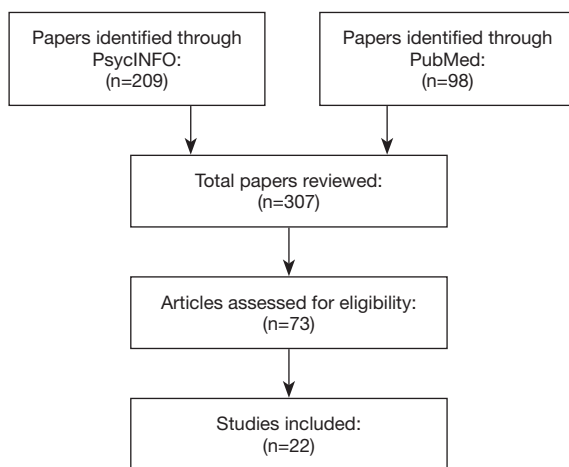 Papers identified through
PsycINFO:
(n=209)
Papers identified through
PubMed:
(n=98)
Total papers reviewed:
(n=307)
Articles assessed for eligibility:
(n=73)
Studies included:
(n=22)